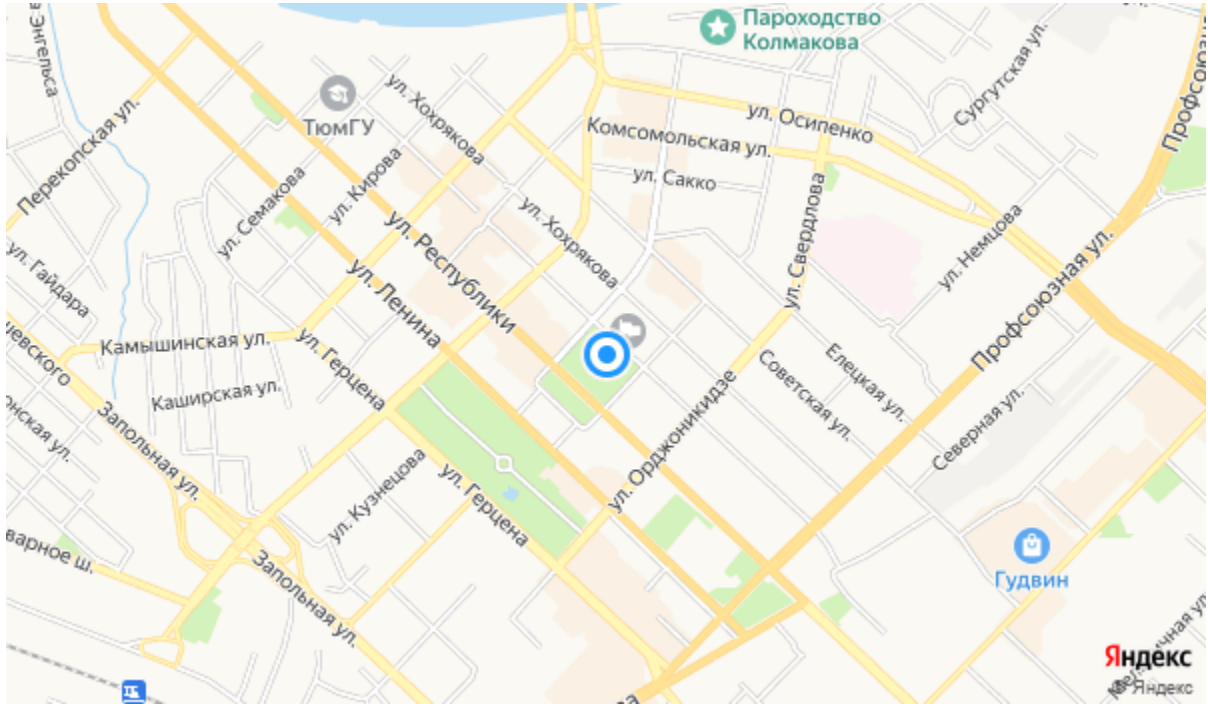 Энгельса
Пароходство
Колмакова
Сургутская ул.
Профсоюзн
ТюмГУ
ул. Хохрякова
ул. Осипенко
Комсомольская ул.
Перекопская ул.
ул. Кирова
ул. Сакко
ул. Семакова
ул. Хохрякова
ул. Свердлова
ул. Немцова
ул. Республики
Профсоюзная ул.
ул. Гайдара
ул. Ленина
Камышинская ул.
ул. Герцена
Елецкая ул.
Советская ул.
Каширская ул.
ул. Орджоникидзе
Северная ул.
Запольная ул.
ул. Кузнецова
ул. Герцена
Запольная ул.
Гудвин
Яндекс
© Яндекс